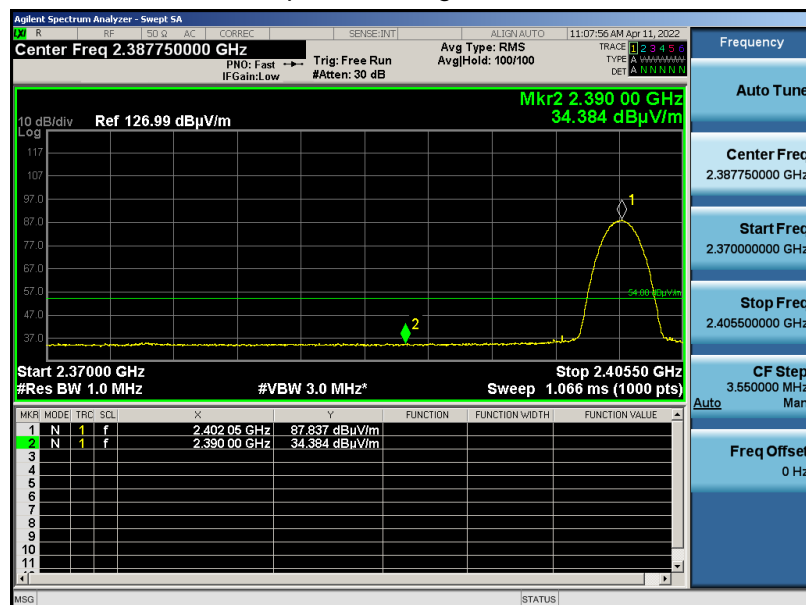 Agilent Spectrum Analyzer - Swept SA
LXI R RF 50 Ω AC CORREC SENSE:INT ALIGNAUTO 11:07:56 AM Apr 11, 2022
Center Freq 2.387750000 GHz
PNO: Fast
IFGain:Low
Trig: Free Run
#Atten: 30 dB
Avg Type: RMS
Avg|Hold: 100/100
TRACE 1 2 3 4 5 6
TYPE A WWWWW
DET A N N N N N
Mkr2 2.390 00 GHz
34.384 dBµV/m
10 dB/div Ref 126.99 dBµV/m
Log
117
107
97.0
87.0
77.0
67.0
57.0
47.0
37.0
1
54.00 dBµV/m
2
Start 2.37000 GHz Stop 2.40550 GHz
#Res BW 1.0 MHz #VBW 3.0 MHz* Sweep 1.066 ms (1000 pts)
MKR MODE TRC SCL X Y FUNCTION FUNCTION WIDTH FUNCTION VALUE
1 N 1 f 2.402 05 GHz 87.837 dBµV/m
2 N 1 f 2.390 00 GHz 34.384 dBµV/m
3
4
5
6
7
8
9
10
11
MSG STATUS
Frequency
Auto Tune
Center Freq
2.387750000 GHz
Start Freq
2.370000000 GHz
Stop Freq
2.405500000 GHz
CF Step
3.550000 MHz
Auto Man
Freq Offset
0 Hz